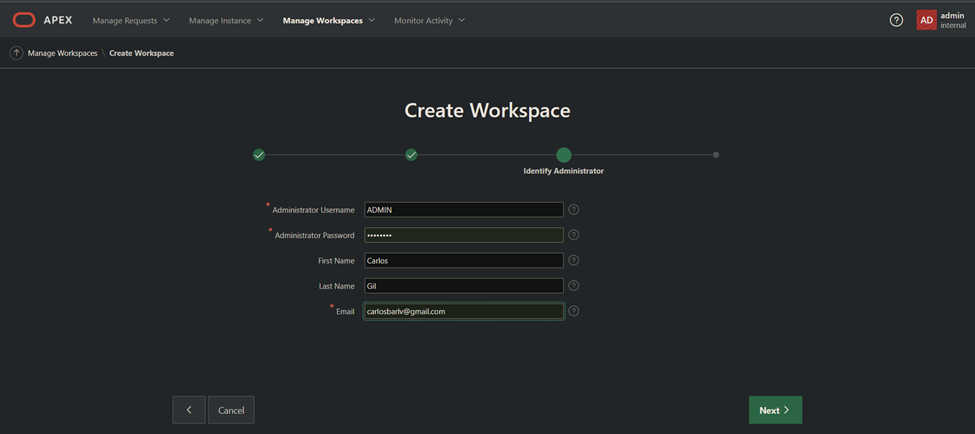 APEX Manage Requests Manage Instance Manage Workspaces Monitor Activity ? AD admin
internal
Manage Workspaces \ Create Workspace
Create Workspace
Identify Administrator
* Administrator Username ADMIN ?
* Administrator Password •••••••• ?
First Name Carlos ?
Last Name Gil ?
* Email carlosbarlv@gmail.com ?
Cancel Next